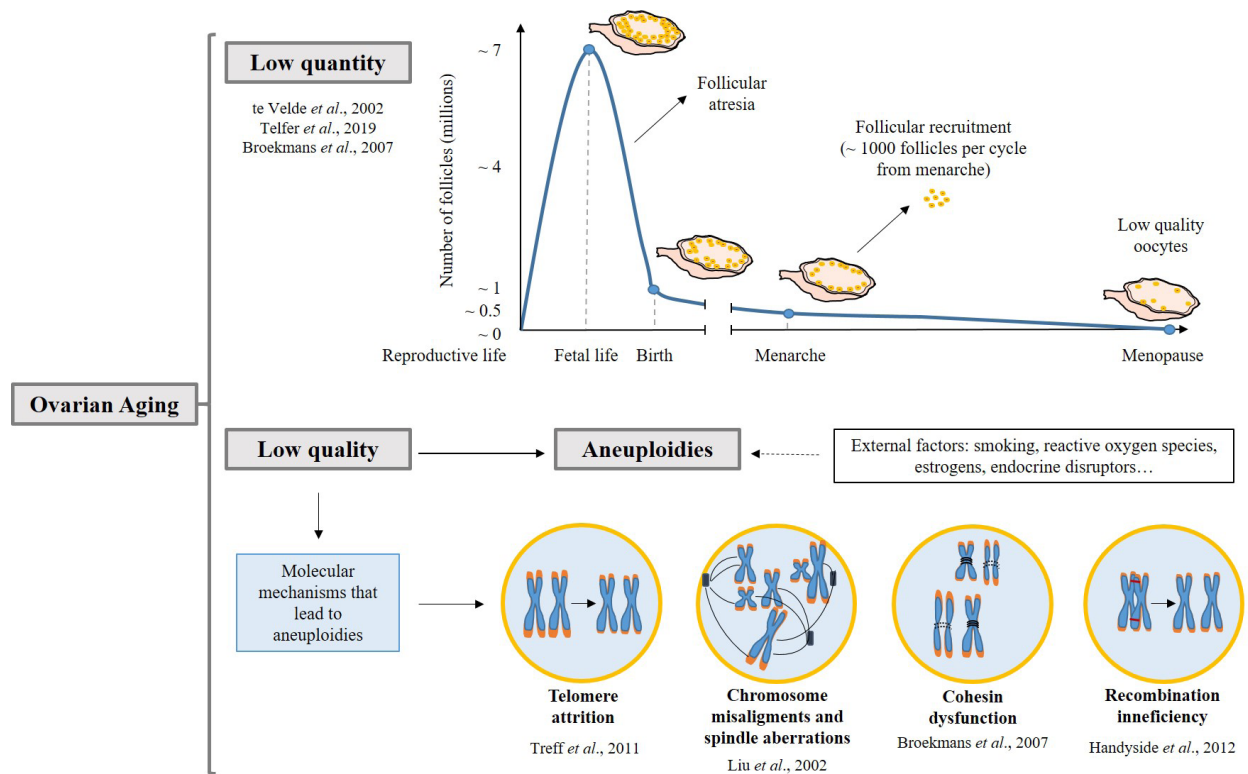 Low quantity
te Velde et al., 2002
Telfer et al., 2019
Broekmans et al., 2007
Number of follicles (millions)
~ 7
~ 4
~ 1
~ 0.5
~ 0
Follicular
atresia
Follicular recruitment
(~ 1000 follicles per cycle
from menarche)
Low quality
oocytes
Reproductive life
Fetal life
Birth
Menarche
Menopause
Ovarian Aging
Low quality
Aneuploidies
External factors: smoking, reactive oxygen species,
estrogens, endocrine disruptors…
Molecular
mechanisms that
lead to
aneuploidies
Telomere
attrition
Treff et al., 2011
Chromosome
misaligments and
spindle aberrations
Liu et al., 2002
Cohesin
dysfunction
Broekmans et al., 2007
Recombination
inneficiency
Handyside et al., 2012